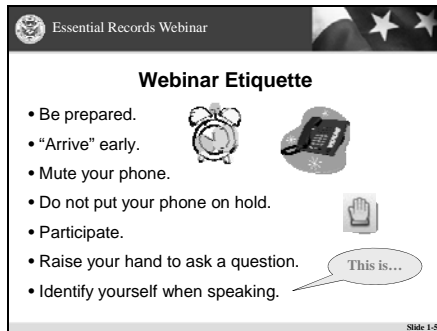 Essential Records Webinar
Webinar Etiquette
• Be prepared.
• “Arrive” early.
• Mute your phone.
• Do not put your phone on hold.
• Participate.
• Raise your hand to ask a question.
This is…
• Identify yourself when speaking.
Slide 1-5